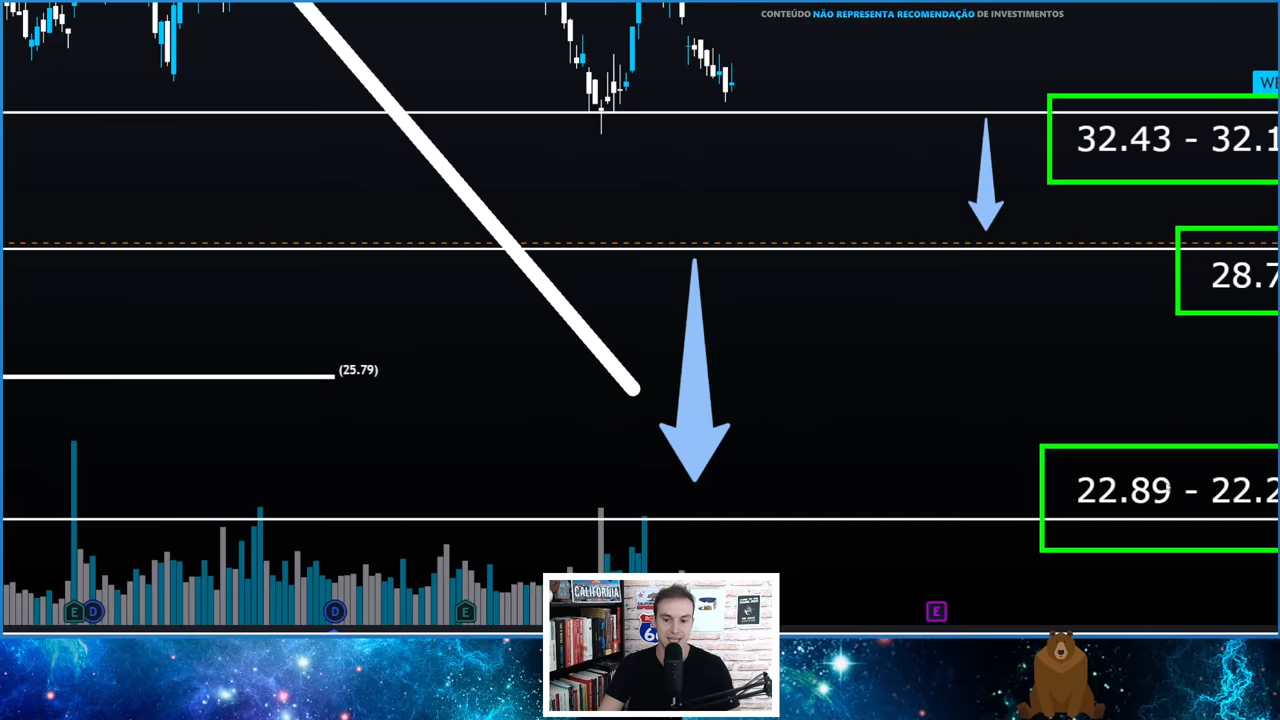 CONTEÚDO NÃO REPRESENTA RECOMENDAÇÃO DE INVESTIMENTOS
WE
32.43 - 32.1
28.7
(25.79)
22.89 - 22.2
E D D E E
CALIFORNIA